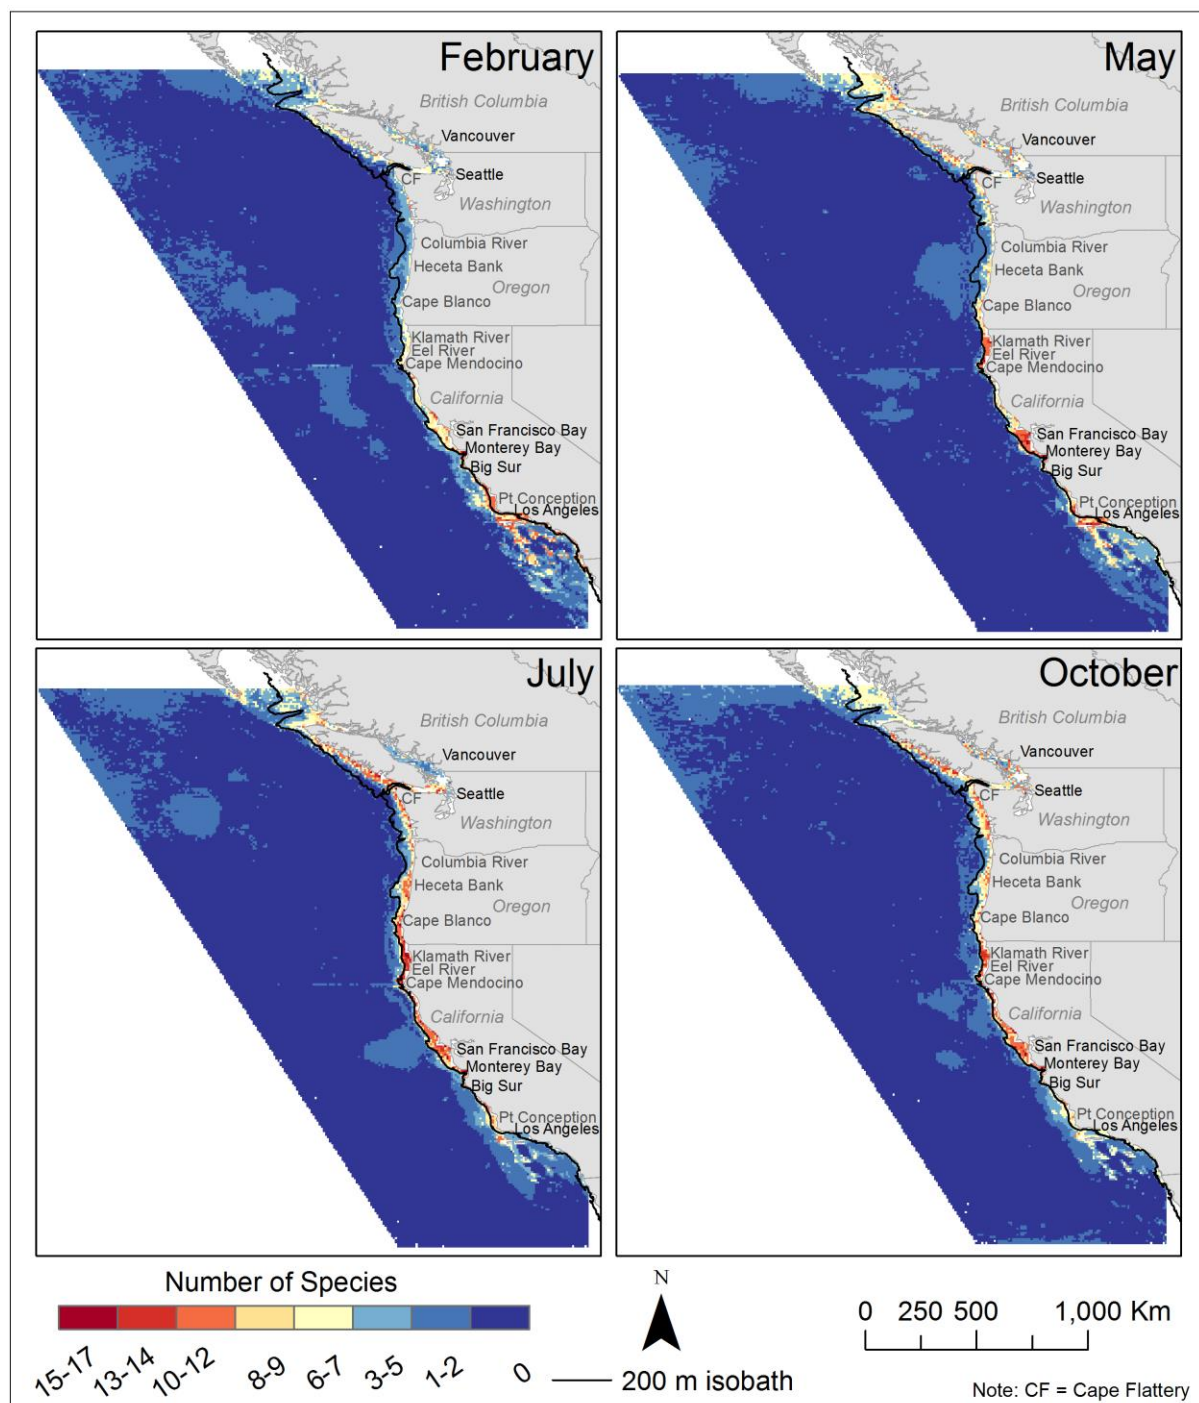 February
British Columbia
Vancouver
CF
Seattle
Washington
Columbia River
Heceta Bank
Oregon
Cape Blanco
Klamath River
Eel River
Cape Mendocino
California
San Francisco Bay
Monterey Bay
Big Sur
Pt Conception
Los Angeles
May
British Columbia
Vancouver
CF
Seattle
Washington
Columbia River
Heceta Bank
Oregon
Cape Blanco
Klamath River
Eel River
Cape Mendocino
California
San Francisco Bay
Monterey Bay
Big Sur
Pt Conception
Los Angeles
July
British Columbia
Vancouver
CF
Seattle
Washington
Columbia River
Heceta Bank
Oregon
Cape Blanco
Klamath River
Eel River
Cape Mendocino
California
San Francisco Bay
Monterey Bay
Big Sur
Pt Conception
Los Angeles
October
British Columbia
Vancouver
CF
Seattle
Washington
Columbia River
Heceta Bank
Oregon
Cape Blanco
Klamath River
Eel River
Cape Mendocino
California
San Francisco Bay
Monterey Bay
Big Sur
Pt Conception
Los Angeles
Number of Species
15-17 13-14 10-12 8-9 6-7 3-5 1-2 0
N
200 m isobath
0 250 500 1,000 Km
Note: CF = Cape Flattery